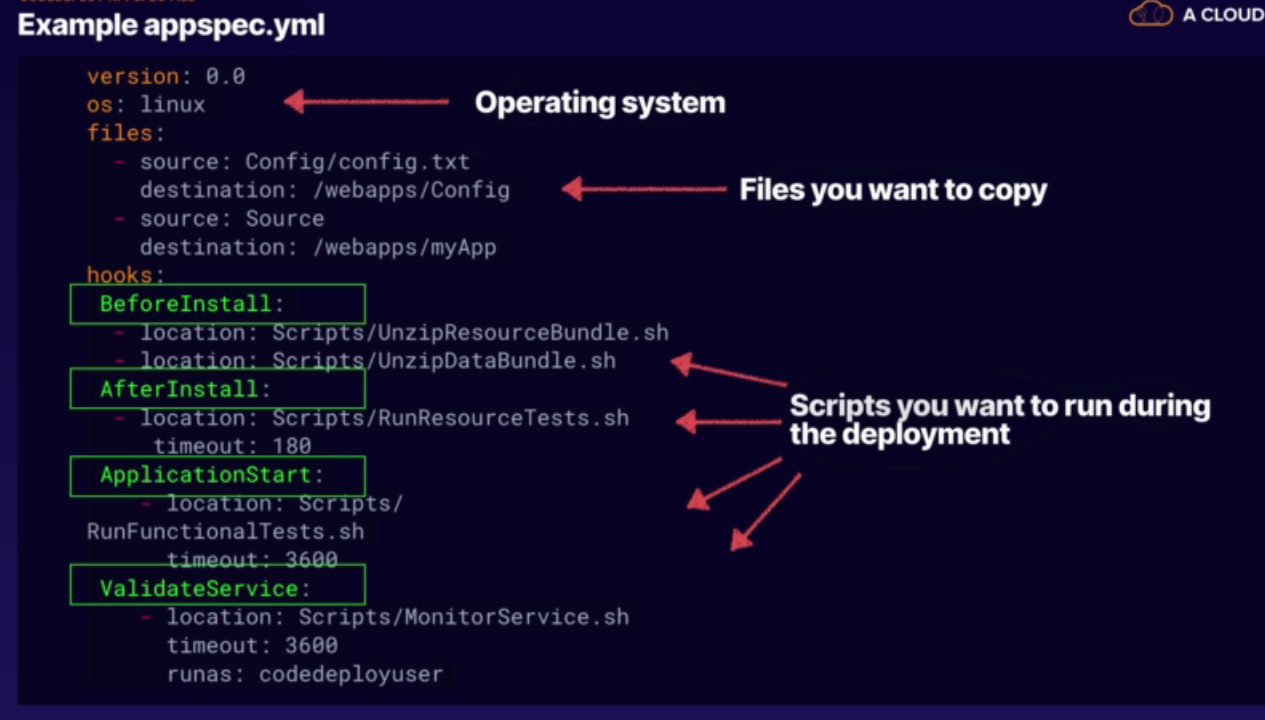 Example appspec.yml
A CLOUD
version: 0.0
os: linux
Operating system
files:
- source: Config/config.txt
destination: /webapps/Config
Files you want to copy
- source: Source
destination: /webapps/myApp
hooks:
BeforeInstall:
- location: Scripts/UnzipResourceBundle.sh
- location: Scripts/UnzipDataBundle.sh
AfterInstall:
- location: Scripts/RunResourceTests.sh
timeout: 180
Scripts you want to run during
the deployment
ApplicationStart:
- location: Scripts/
RunFunctionalTests.sh
timeout: 3600
ValidateService:
- location: Scripts/MonitorService.sh
timeout: 3600
runas: codedeployuser